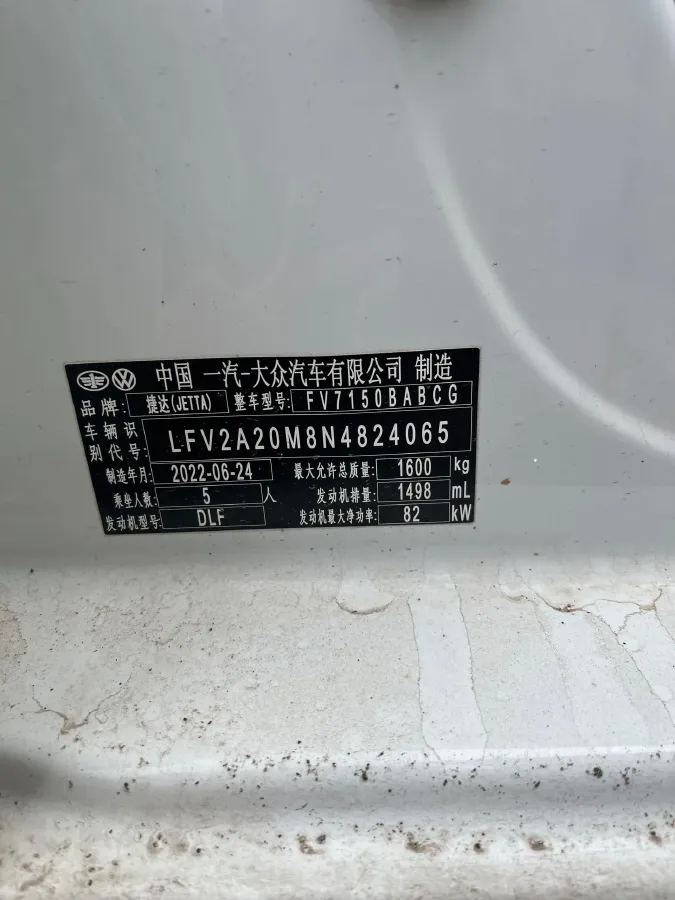 中国 一汽-大众汽车有限公司 制造
品牌: 捷达(JETTA) 整车型号: FV7150BABCG
车辆识别代号: LFV2A20M8N4824065
制造年月: 2022-06-24 最大允许总质量: 1600 kg
乘坐人数: 5 人 发动机排量: 1498 mL
发动机型号: DLF 发动机最大净功率: 82 kW